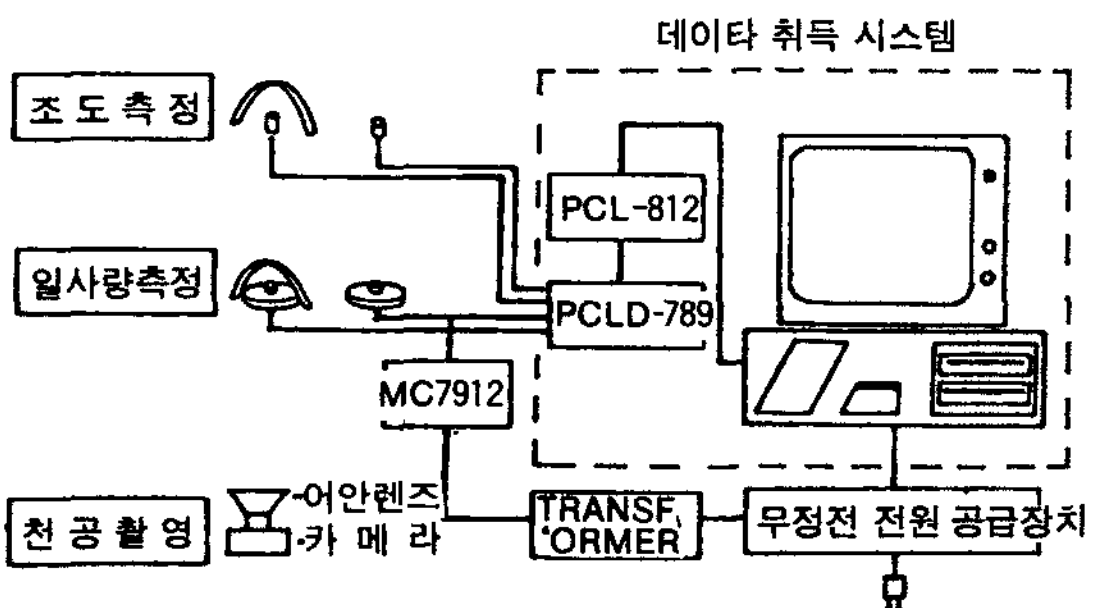 데이타 취득 시스템
조 도 측 정
PCL-812
일사량측정
PCLD-789
MC7912
천 공 촬 영
어안렌즈
카 메 라
TRANSF
ORMER
무정전 전원 공급장치